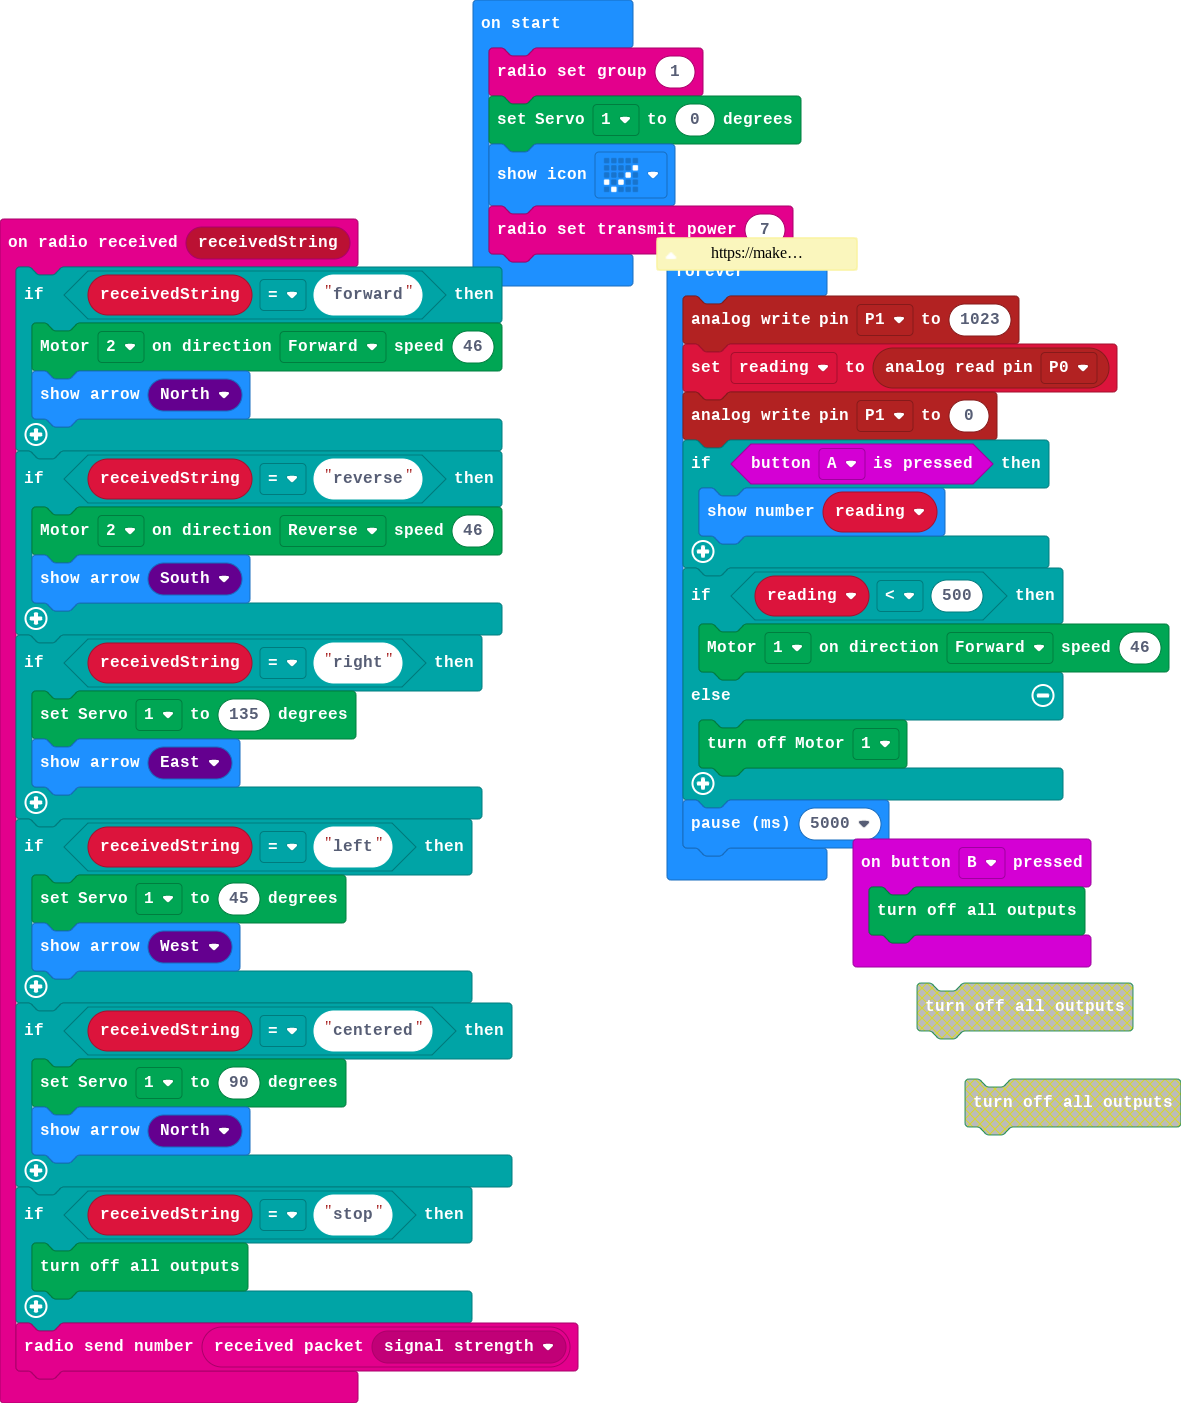 on start
radio set group 1
set Servo 1 to 0 degrees
show icon
radio set transmit power 7
on radio received receivedString
if receivedString = "forward" then
Motor 2 on direction Forward speed 46
show arrow North
if receivedString = "reverse" then
Motor 2 on direction Reverse speed 46
show arrow South
if receivedString = "right" then
set Servo 1 to 135 degrees
show arrow East
if receivedString = "left" then
set Servo 1 to 45 degrees
show arrow West
if receivedString = "centered" then
set Servo 1 to 90 degrees
show arrow North
if receivedString = "stop" then
turn off all outputs
radio send number received packet signal strength
https://make…
forever
analog write pin P1 to 1023
set reading to analog read pin P0
analog write pin P1 to 0
if button A is pressed then
show number reading
if reading < 500 then
Motor 1 on direction Forward speed 46
else
turn off Motor 1
pause (ms) 5000
on button B pressed
turn off all outputs
turn off all outputs
turn off all outputs